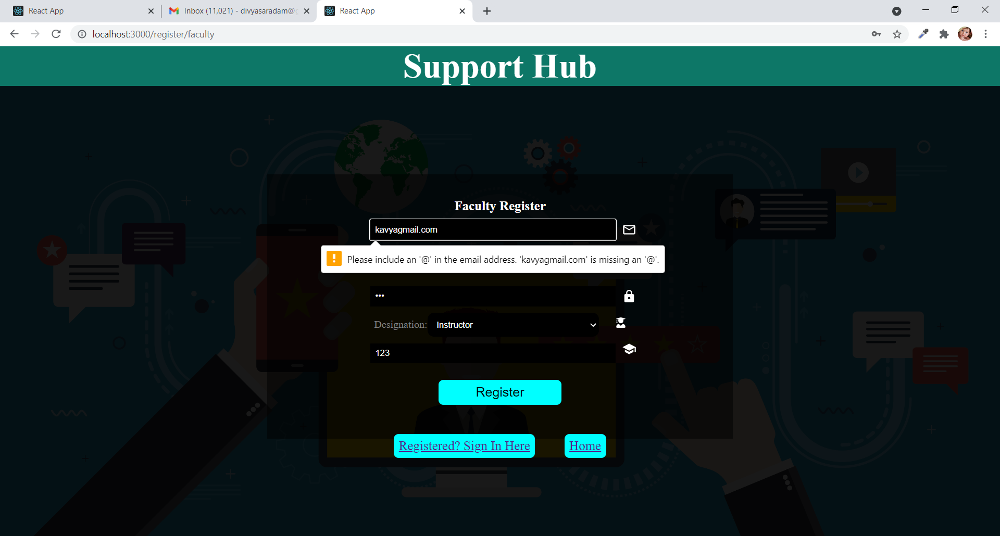 React App
Inbox (11,021) - divyasaradam@g
React App
localhost:3000/register/faculty
Support Hub
Faculty Register
kavyagmail.com
Please include an '@' in the email address. 'kavyagmail.com' is missing an '@'.
•••
Designation: Instructor
123
Register
Registered? Sign In Here
Home